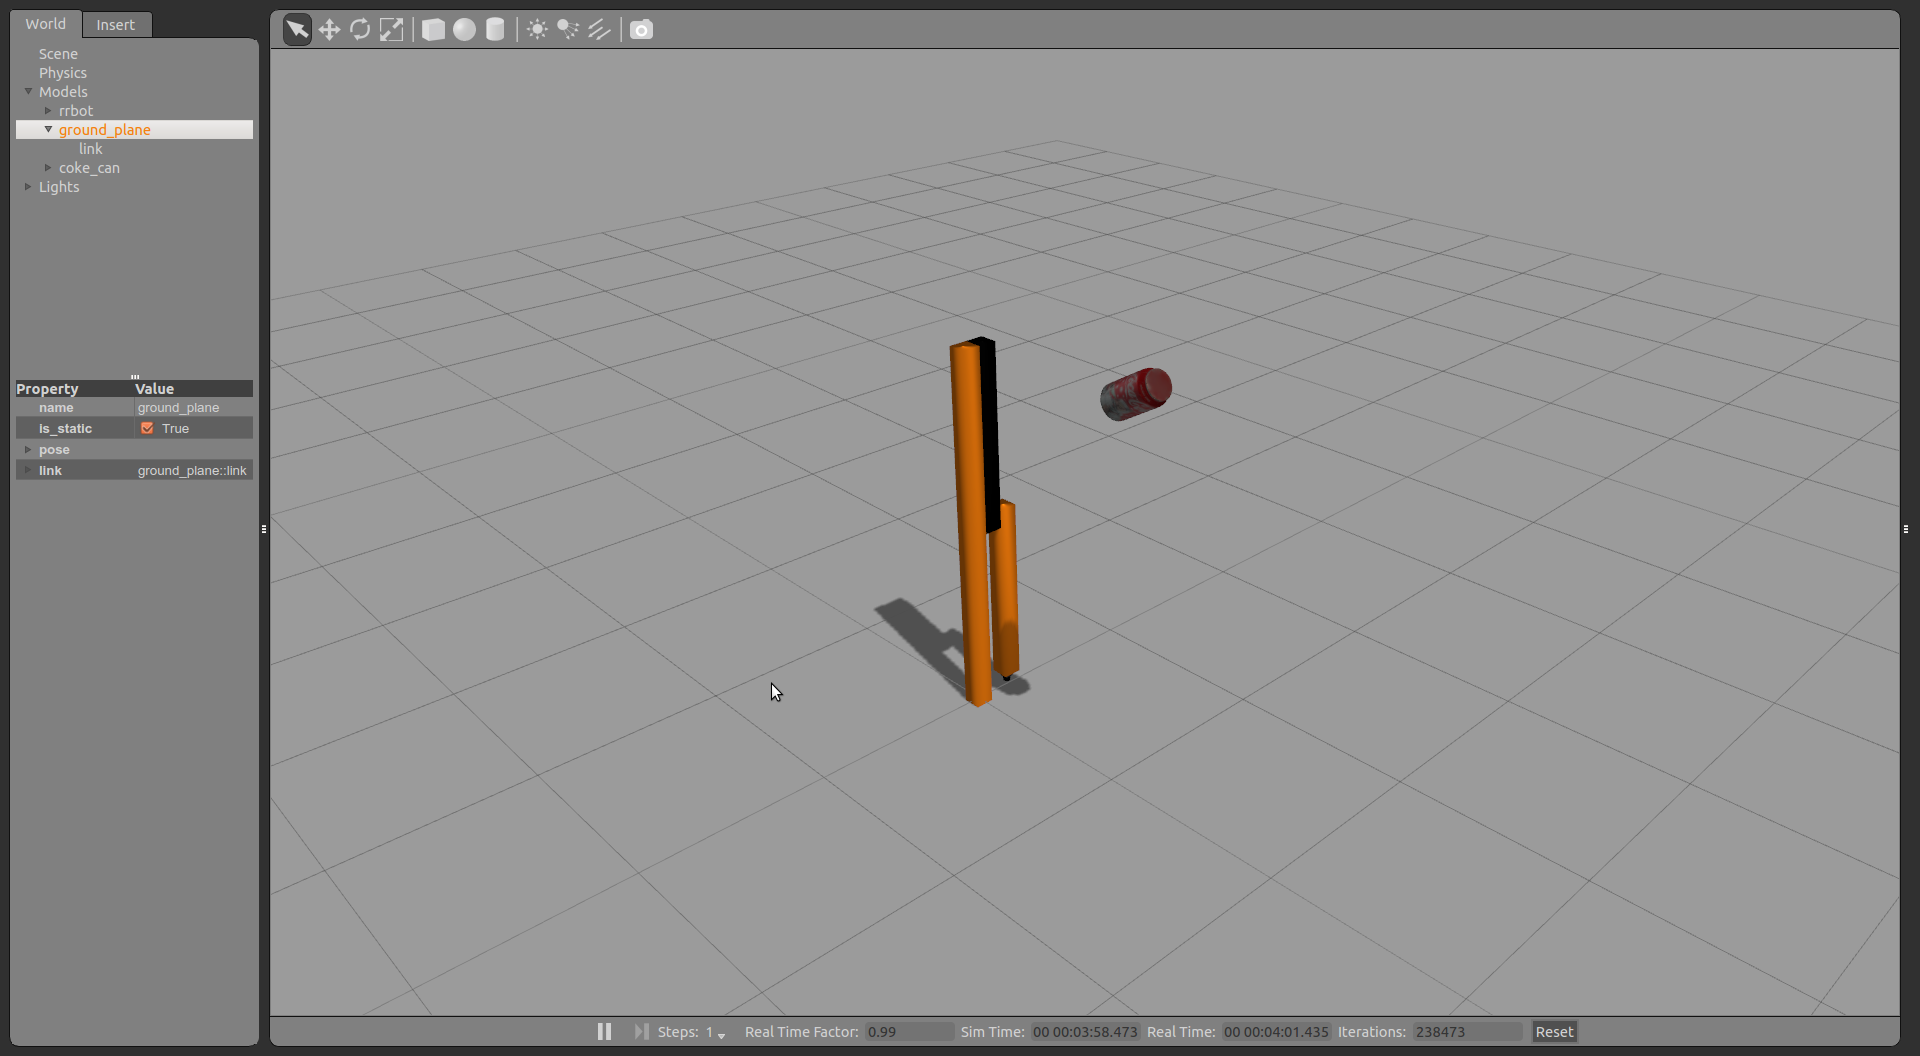 World Insert
Scene
Physics
Models
rrbot
ground_plane
link
coke_can
Lights
Property Value
name ground_plane
is_static True
pose
link ground_plane::link
Steps: 1 Real Time Factor: 0.99 Sim Time: 00 00:03:58.473 Real Time: 00 00:04:01.435 Iterations: 238473 Reset